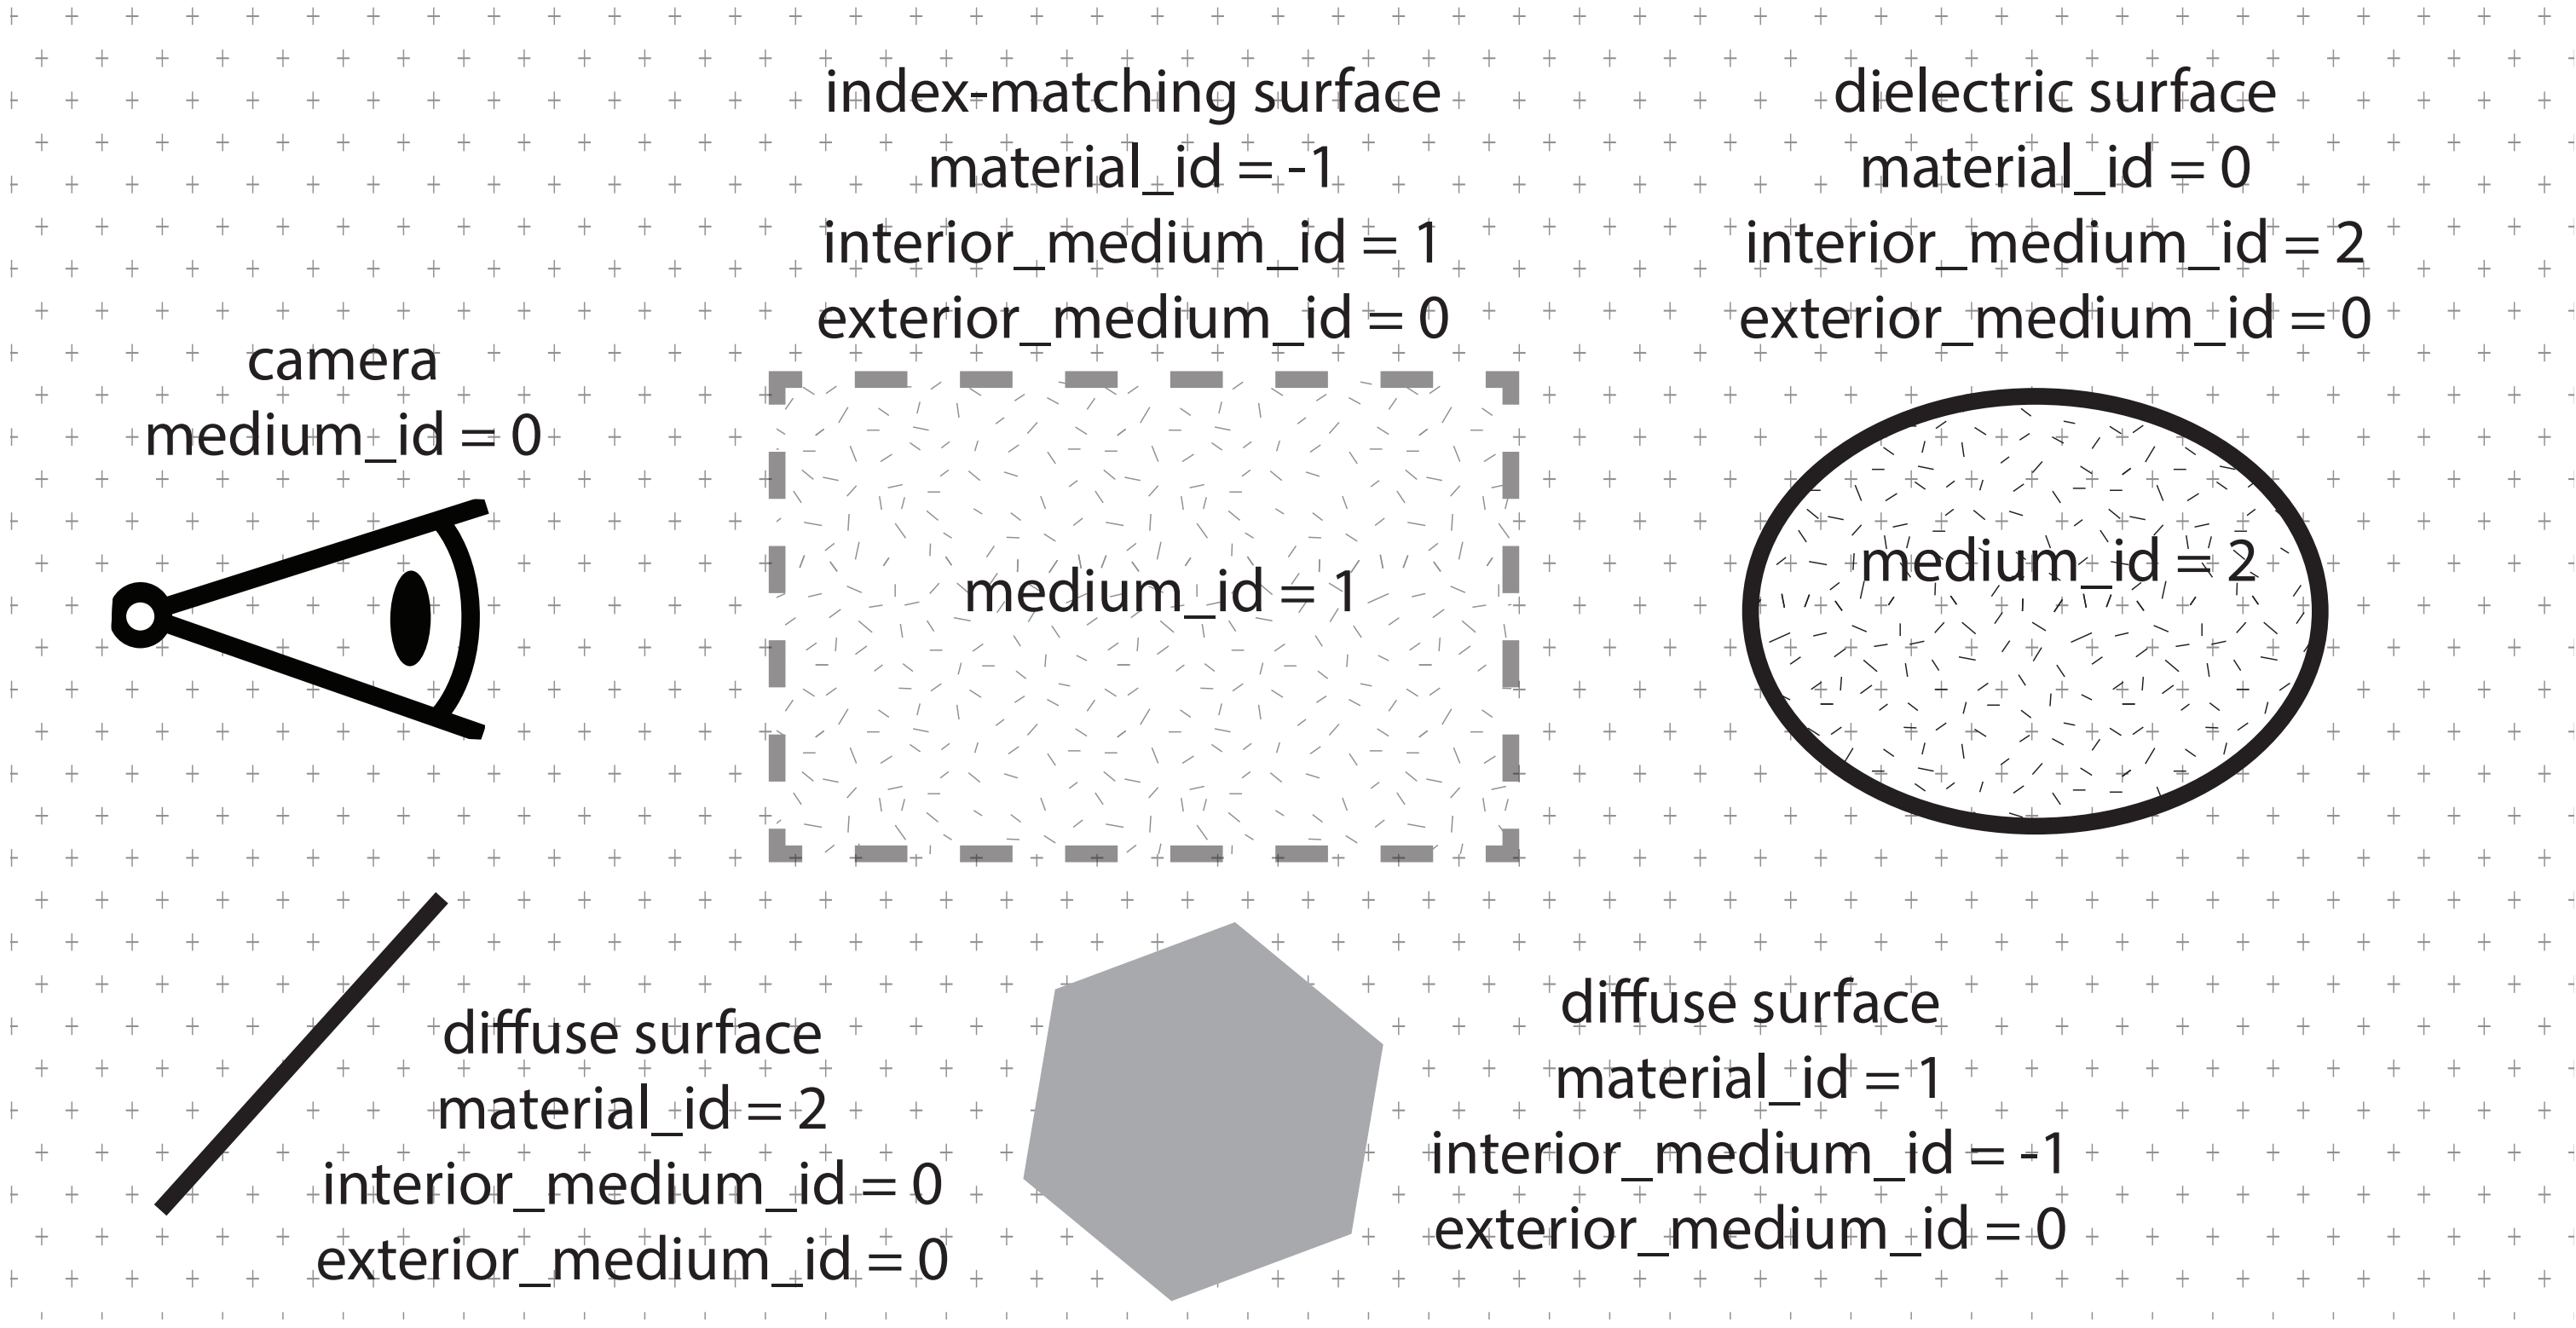 index-matching surface
material_id = -1
interior_medium_id = 1
exterior_medium_id = 0
dielectric surface
material_id = 0
interior_medium_id = 2
exterior_medium_id = 0
camera
medium_id = 0
medium_id = 1
medium_id = 2
diffuse surface
material_id = 2
interior_medium_id = 0
exterior_medium_id = 0
diffuse surface
material_id = 1
interior_medium_id = -1
exterior_medium_id = 0